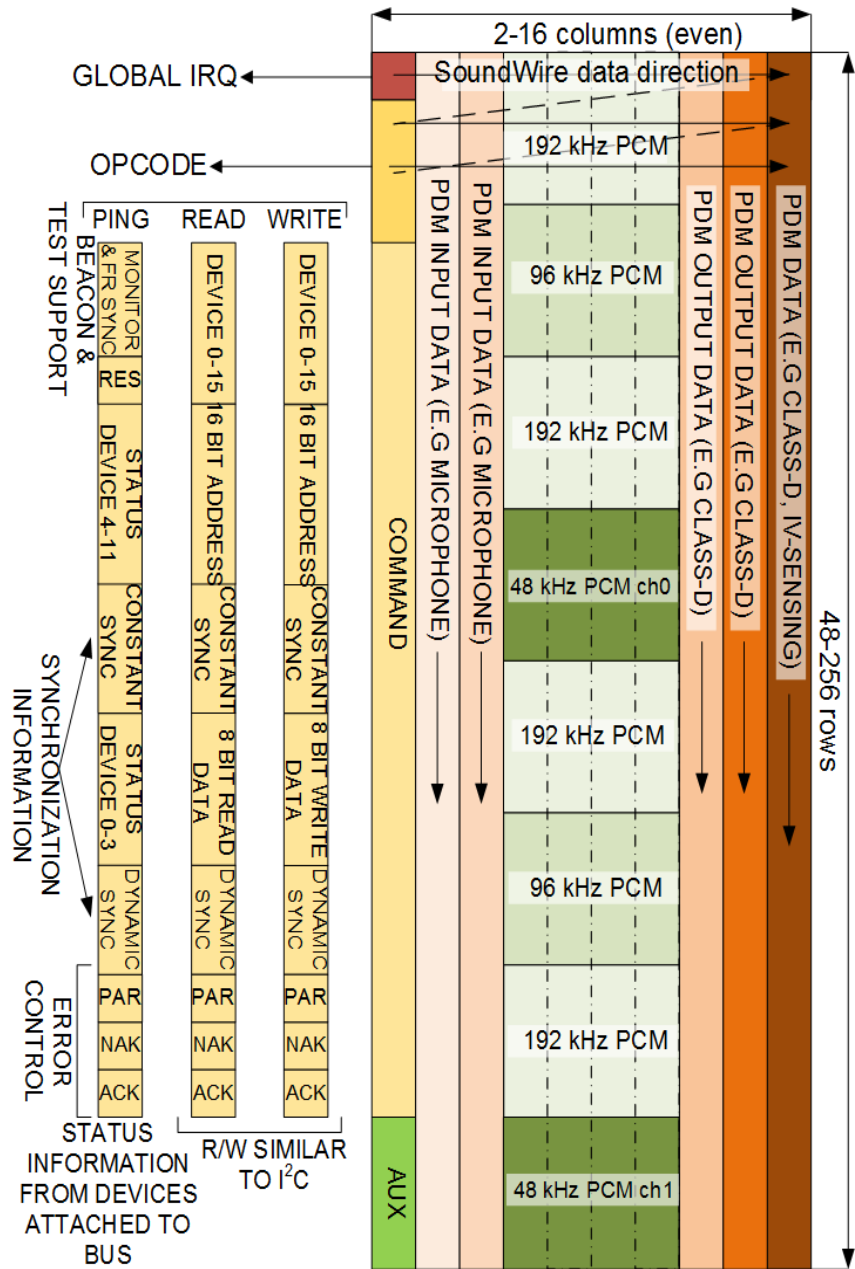 2-16 columns (even)
GLOBAL IRQ
SoundWire data direction
OPCODE
192 kHz PCM
PING
READ
WRITE
BEACON &
TEST SUPPORT
MONITOR
& FR SYNC
RES
STATUS
DEVICE 4-11
CONSTANT
SYNC
STATUS
DEVICE 0-3
DYNAMIC
SYNC
PAR
NAK
ACK
DEVICE 0-15
16 BIT ADDRESS
CONSTANT
SYNC
8 BIT READ
DATA
DYNAMIC
SYNC
PAR
NAK
ACK
DEVICE 0-15
16 BIT ADDRESS
CONSTANT
SYNC
8 BIT WRITE
DATA
DYNAMIC
SYNC
PAR
NAK
ACK
SYNCHRONIZATION
INFORMATION
ERROR
CONTROL
STATUS
INFORMATION
FROM DEVICES
ATTACHED TO
BUS
R/W SIMILAR
TO I²C
COMMAND
AUX
PDM INPUT DATA (E.G MICROPHONE)
PDM INPUT DATA (E.G MICROPHONE)
96 kHz PCM
192 kHz PCM
48 kHz PCM ch0
192 kHz PCM
96 kHz PCM
192 kHz PCM
48 kHz PCM ch1
PDM OUTPUT DATA (E.G CLASS-D)
PDM OUTPUT DATA (E.G CLASS-D)
PDM DATA (E.G CLASS-D, IV-SENSING)
48-256 rows